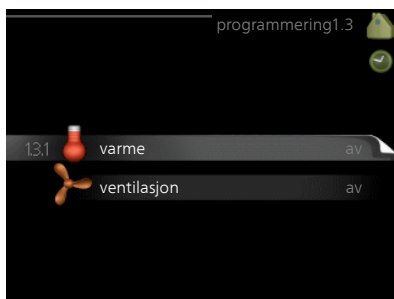 programmering1.3
1.3.1 varme av
ventilasjon av